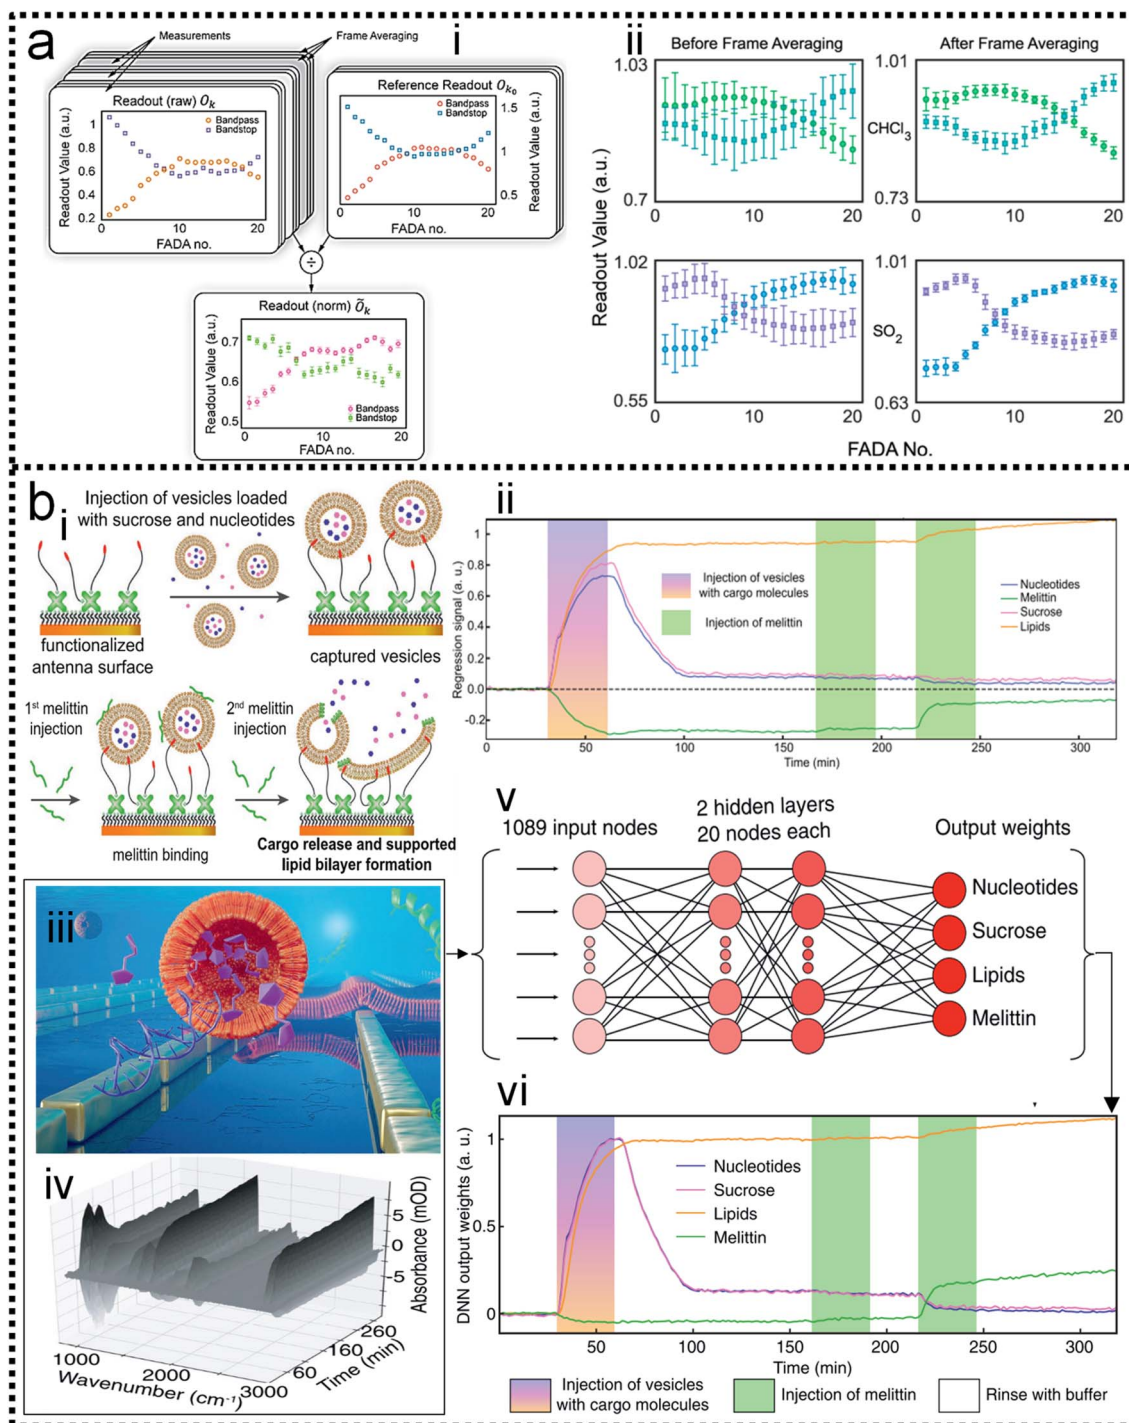 a
i
Measurements
Frame Averaging
Readout (raw) Oₖ
Readout Value (a.u.)
1
0.8
0.6
0.4
0.2
Bandpass
Bandstop
0
10
20
FADA no.
Reference Readout Oₖ₀
Bandpass
Bandstop
1.5
1
0.5
Readout Value (a.u.)
0
10
20
FADA no.
÷
Readout (norm) Õₖ
Readout Value (a.u.)
0.7
0.6
0.5
Bandpass
Bandstop
0
10
20
FADA no.
ii
Before Frame Averaging
After Frame Averaging
Readout Value (a.u.)
1.03
0.7
0
10
20
1.01
CHCl₃
0.73
0
10
20
1.02
0.55
0
10
20
1.01
SO₂
0.63
0
10
20
FADA No.
b
i
Injection of vesicles loaded
with sucrose and nucleotides
functionalized
antenna surface
captured vesicles
1st melittin
injection
2nd melittin
injection
melittin binding
Cargo release and supported
lipid bilayer formation
ii
Regression signal (a. u.)
1
0.8
0.6
0.4
0.2
0.0
-0.2
Injection of vesicles
with cargo molecules
Injection of melittin
Nucleotides
Melittin
Sucrose
Lipids
0
50
100
150
200
250
300
Time (min)
iii
iv
Absorbance (mOD)
5
0
-5
1000
2000
3000
Wavenumber (cm⁻¹)
60
160
260
Time (min)
v
1089 input nodes
2 hidden layers
20 nodes each
Output weights
Nucleotides
Sucrose
Lipids
Melittin
vi
DNN output weights (a. u.)
1
0.5
0
Nucleotides
Sucrose
Lipids
Melittin
50
100
150
200
250
300
Time (min)
Injection of vesicles
with cargo molecules
Injection of melittin
Rinse with buffer